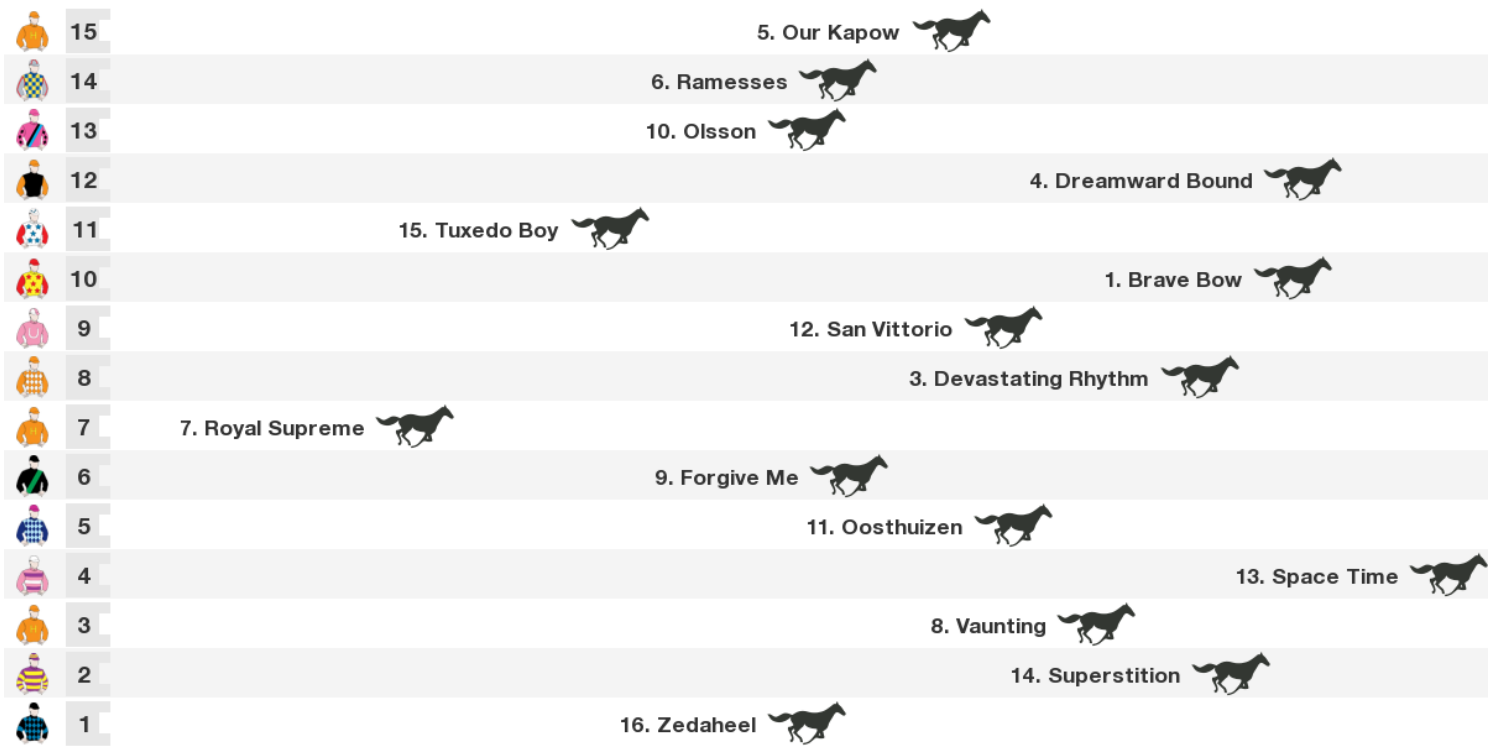 15 5. Our Kapow
14 6. Ramesses
13 10. Olsson
12 4. Dreamward Bound
11 15. Tuxedo Boy
10 1. Brave Bow
9 12. San Vittorio
8 3. Devastating Rhythm
7 7. Royal Supreme
6 9. Forgive Me
5 11. Oosthuizen
4 13. Space Time
3 8. Vaunting
2 14. Superstition
1 16. Zedaheel